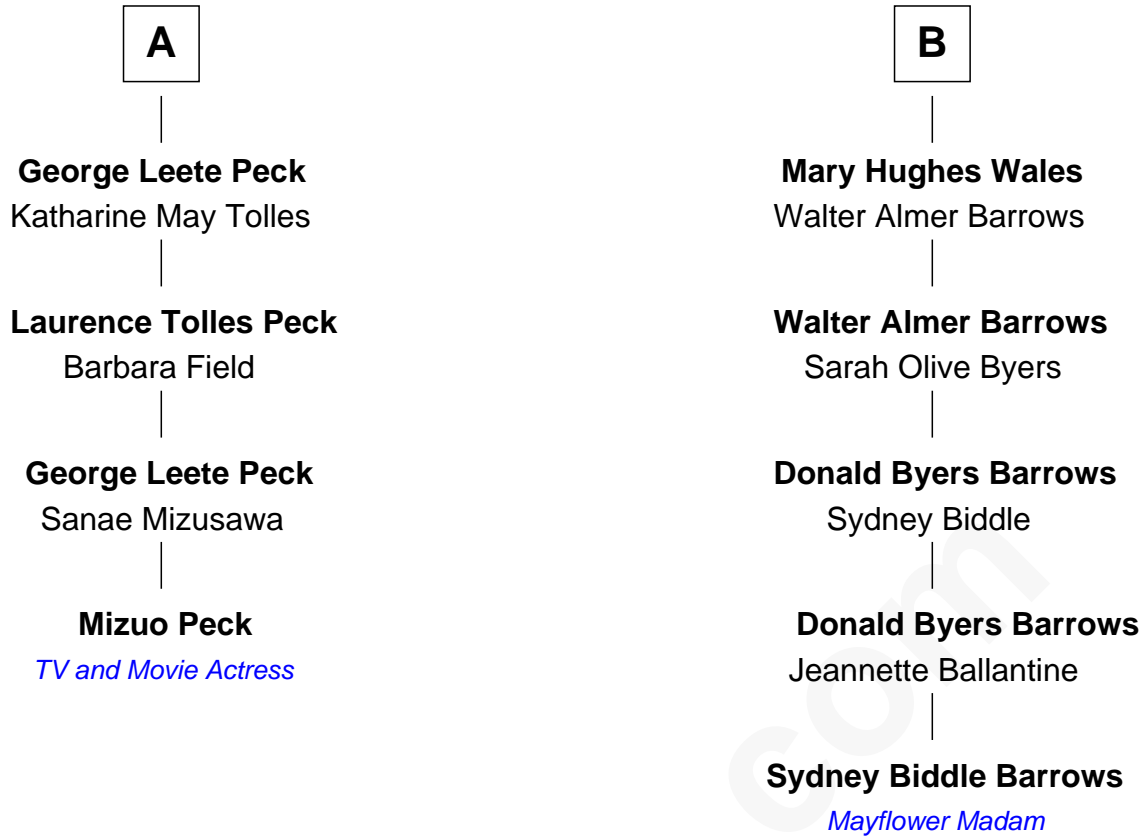 A
George Leete Peck
Katharine May Tolles
Laurence Tolles Peck
Barbara Field
George Leete Peck
Sanae Mizusawa
Mizuo Peck
TV and Movie Actress
B
Mary Hughes Wales
Walter Almer Barrows
Walter Almer Barrows
Sarah Olive Byers
Donald Byers Barrows
Sydney Biddle
Donald Byers Barrows
Jeannette Ballantine
Sydney Biddle Barrows
Mayflower Madam
com